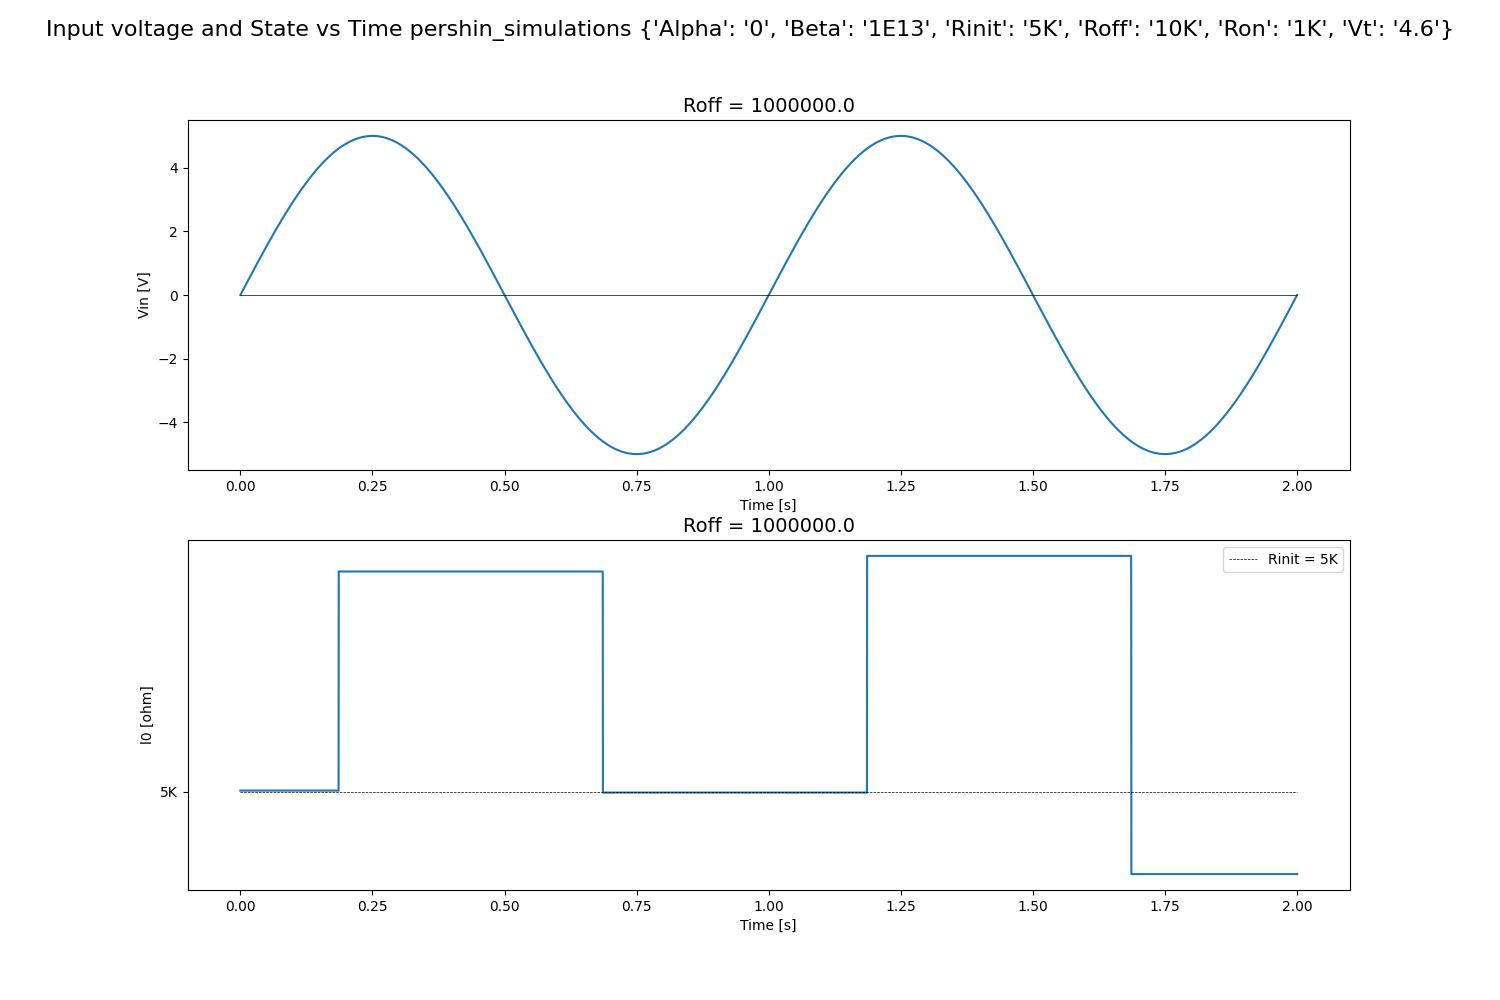 Input voltage and State vs Time pershin_simulations {'Alpha': '0', 'Beta': '1E13', 'Rinit': '5K', 'Roff': '10K', 'Ron': '1K', 'Vt': '4.6'}
Roff = 1000000.0
Vin [V]
4
2
0
−2
−4
0.00 0.25 0.50 0.75 1.00 1.25 1.50 1.75 2.00
Time [s]
Roff = 1000000.0
Rinit = 5K
l0 [ohm]
5K
0.00 0.25 0.50 0.75 1.00 1.25 1.50 1.75 2.00
Time [s]